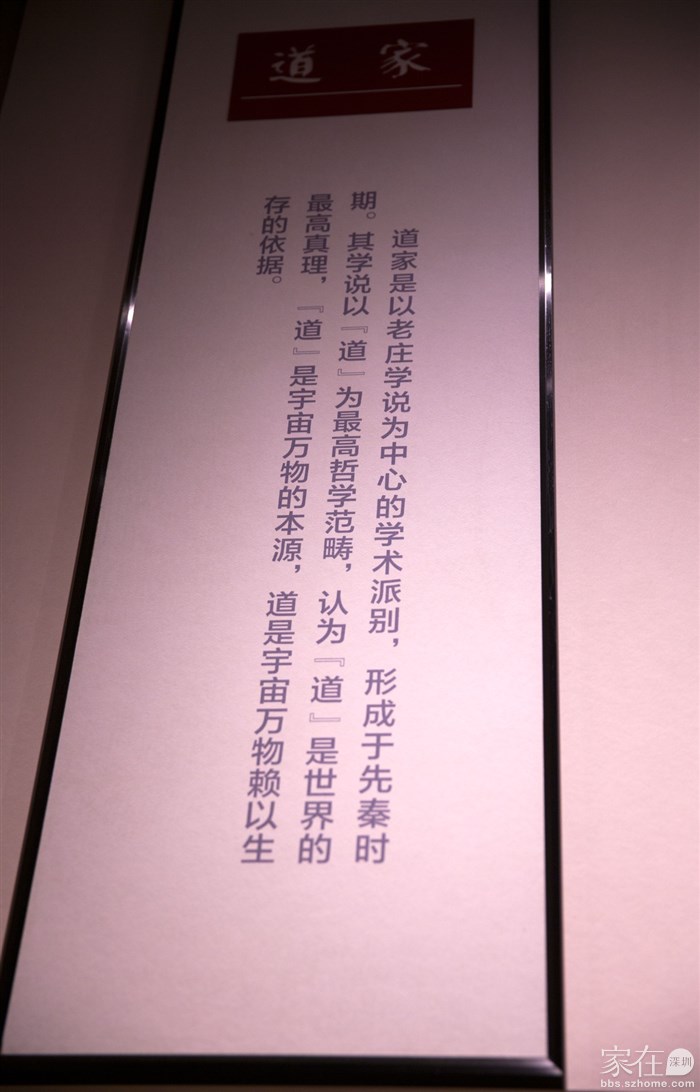 道家
道家是以老庄学说为中心的学术派别，形成于先秦时
期。其学说以『道』为最高哲学范畴，认为『道』是世界的
最高真理，『道』是宇宙万物的本源，道是宇宙万物赖以生
存的依据。
家在深圳
bbs.szhome.com